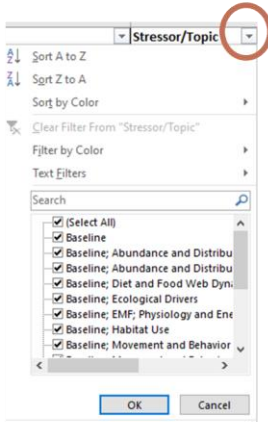 Stressor/Topic
Sort A to Z
Sort Z to A
Sort by Color
Clear Filter From "Stressor/Topic"
Filter by Color
Text Filters
Search
(Select All)
Baseline
Baseline; Abundance and Distribu
Baseline; Abundance and Distribu
Baseline; Diet and Food Web Dyna
Baseline; Ecological Drivers
Baseline; EMF; Physiology and Ene
Baseline; Habitat Use
Baseline; Movement and Behavior
OK Cancel